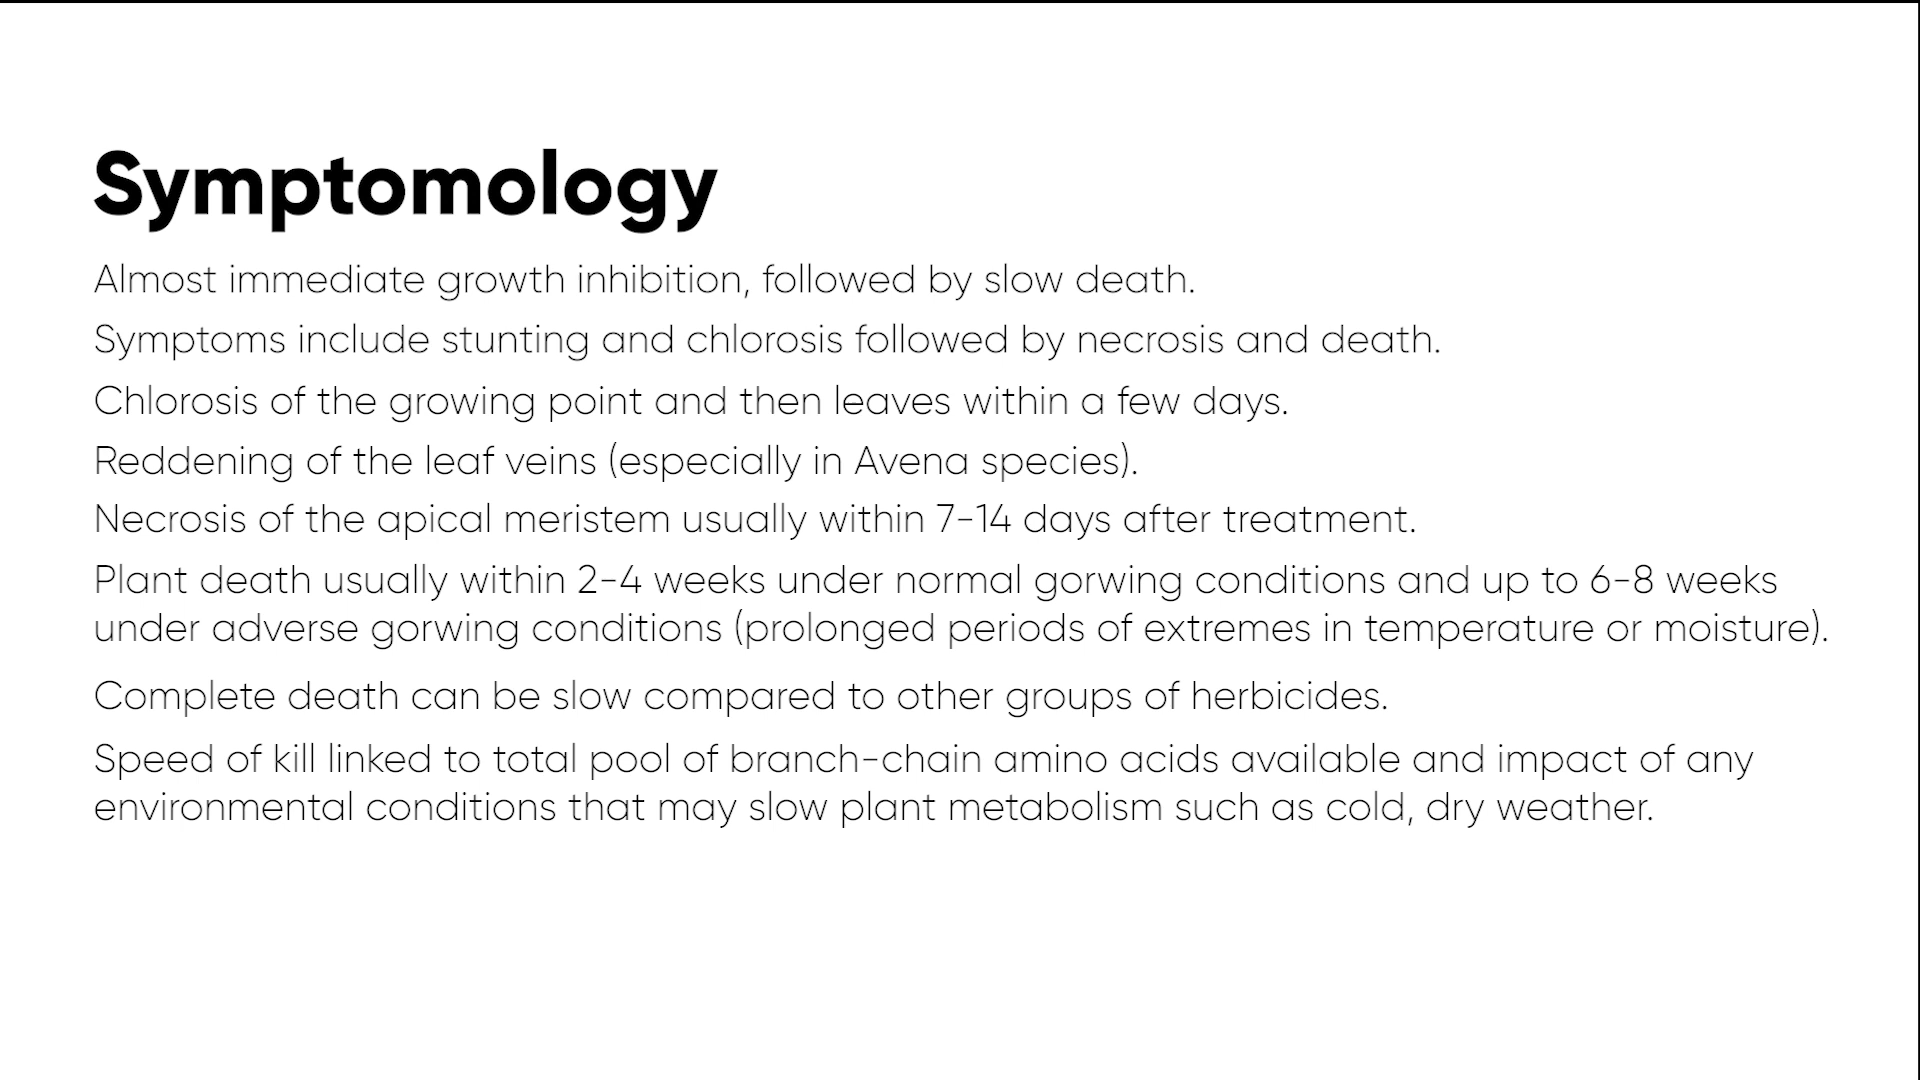 Symptomology
Almost immediate growth inhibition, followed by slow death.
Symptoms include stunting and chlorosis followed by necrosis and death.
Chlorosis of the growing point and then leaves within a few days.
Reddening of the leaf veins (especially in Avena species).
Necrosis of the apical meristem usually within 7-14 days after treatment.
Plant death usually within 2-4 weeks under normal gorwing conditions and up to 6-8 weeks
under adverse gorwing conditions (prolonged periods of extremes in temperature or moisture).
Complete death can be slow compared to other groups of herbicides.
Speed of kill linked to total pool of branch-chain amino acids available and impact of any
environmental conditions that may slow plant metabolism such as cold, dry weather.